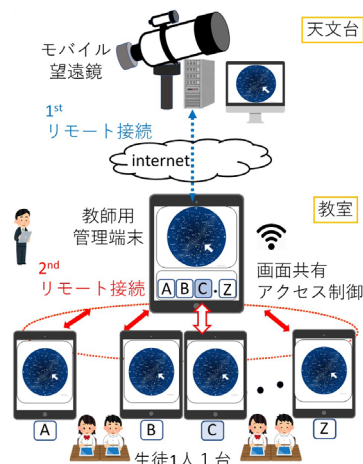 モバイル
望遠鏡
天文台
1st
リモート接続
internet
教室
教師用
管理端末
A B C・Z
2nd
リモート接続
画面共有
アクセス制御
A B C ・・ Z
生徒1人1台